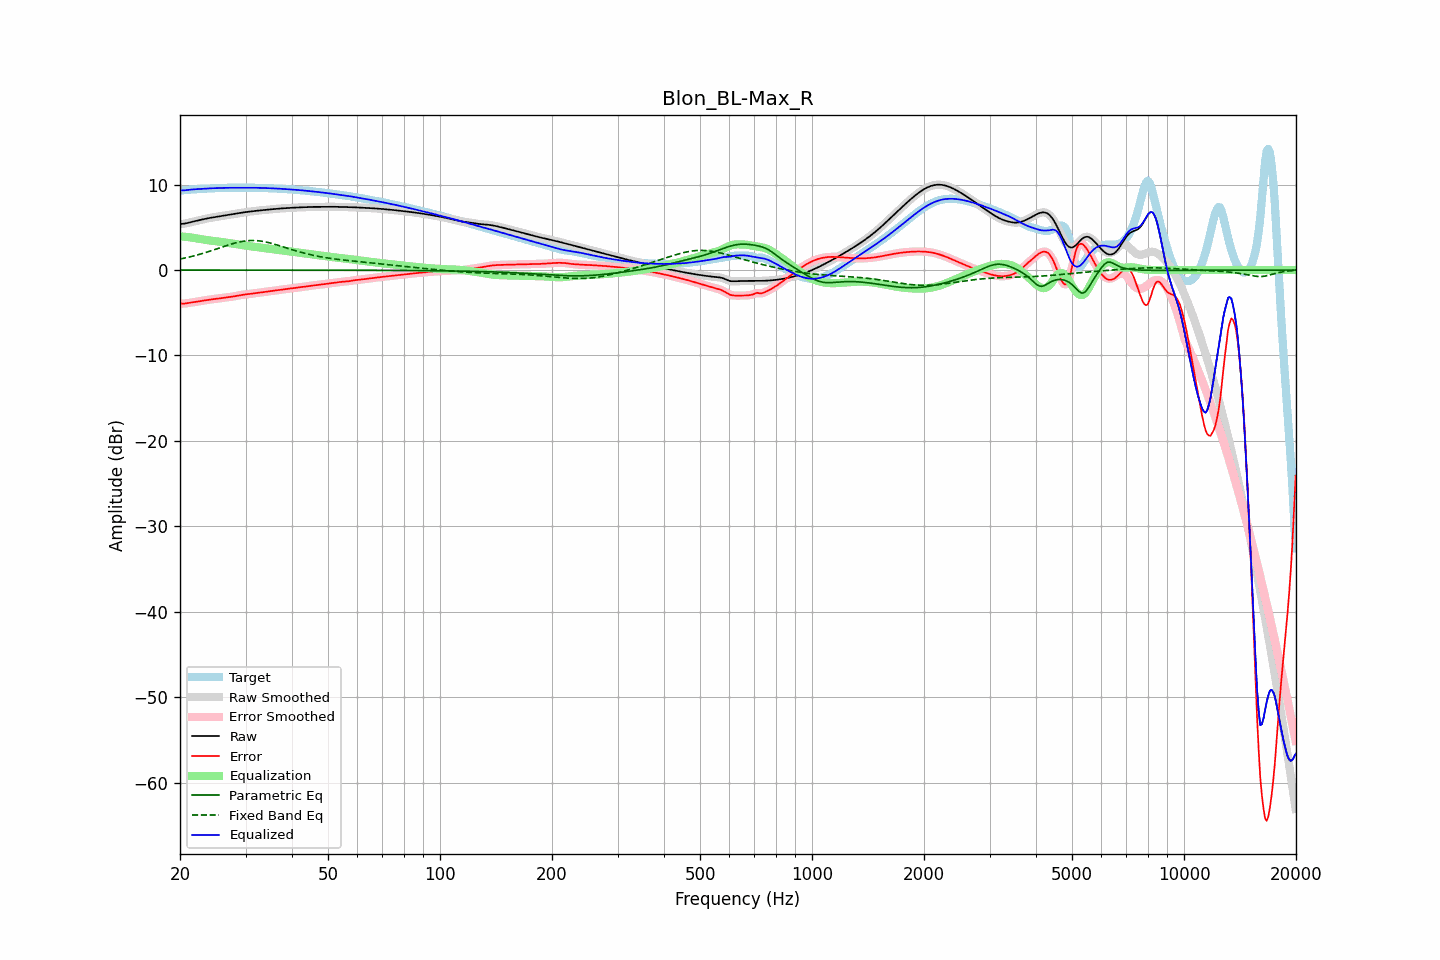 Blon_BL-Max_R
Amplitude (dBr)
10
0
−10
−20
−30
−40
−50
−60
Target
Raw Smoothed
Error Smoothed
Raw
Error
Equalization
Parametric Eq
Fixed Band Eq
Equalized
20 50 100 200 500 1000 2000 5000 10000 20000
Frequency (Hz)